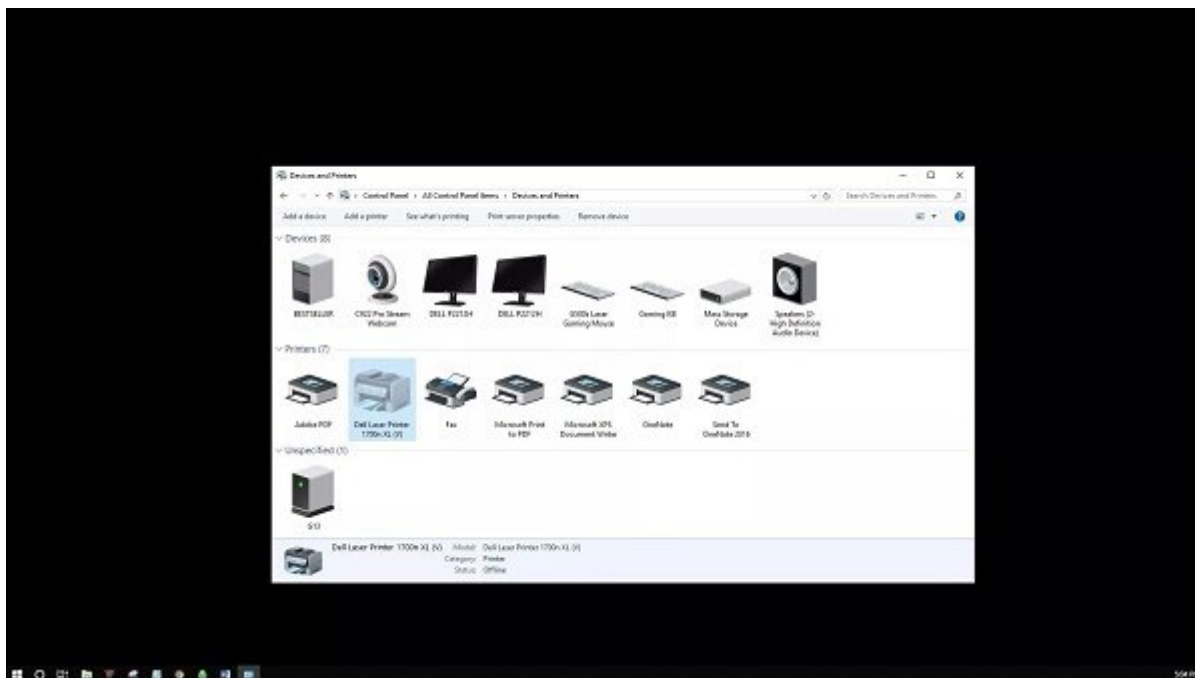 Devices and Printers
Control Panel › All Control Panel Items › Devices and Printers
Search Devices and Printers
Add a device Add a printer See what's printing Print server properties Remove device
Devices (8)
BESTSELLER
C922 Pro Stream
Webcam
DELL
DELL
Laser
Gaming Mouse
Gaming KB
Mass Storage
Device
Speakers (2-
High Definition
Audio Device)
Printers (7)
Adobe PDF
Dell Laser Printer
1700n XL (V)
Fax
Microsoft Print
to PDF
Microsoft XPS
Document Writer
OneNote
Send To
OneNote 2016
Unspecified (1)
G13
Dell Laser Printer 1700n XL (V) Model: Dell Laser Printer 1700n XL (V)
Category: Printer
Status: Offline